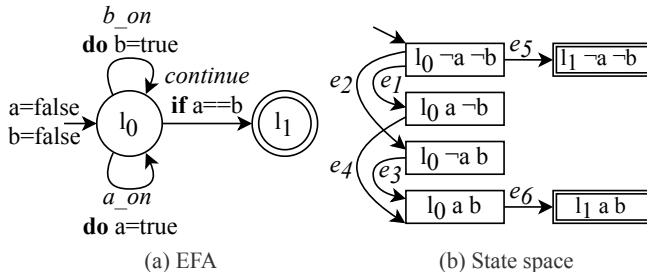 b_on
do b=true
continue
if a==b
a=false
b=false
l₀
l₁
a_on
do a=true
(a) EFA
l₀ ¬a ¬b
e₅
l₁ ¬a ¬b
e₂
e₁
l₀ a ¬b
e₄
l₀ ¬a b
e₃
l₀ a b
e₆
l₁ a b
(b) State space